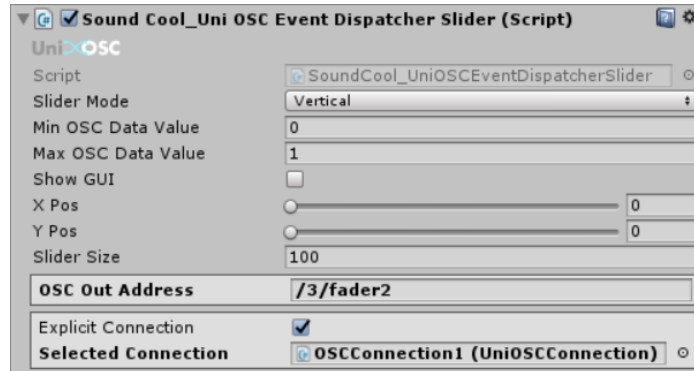 Sound Cool_Uni OSC Event Dispatcher Slider (Script)
UniOSC
Script SoundCool_UniOSCEventDispatcherSlider
Slider Mode Vertical
Min OSC Data Value 0
Max OSC Data Value 1
Show GUI
X Pos 0
Y Pos 0
Slider Size 100
OSC Out Address /3/fader2
Explicit Connection
Selected Connection OSCConnection1 (UniOSCConnection)